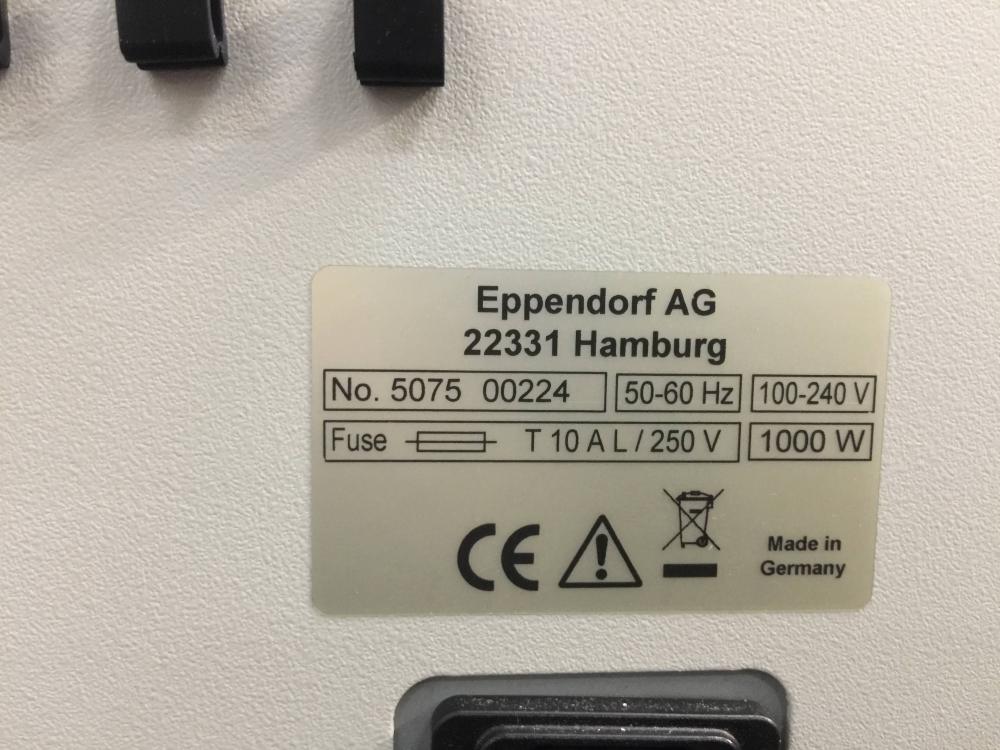 Eppendorf AG
22331 Hamburg
No. 5075 00224 50-60 Hz 100-240 V
Fuse T 10 A L / 250 V 1000 W
CE
Made in
Germany